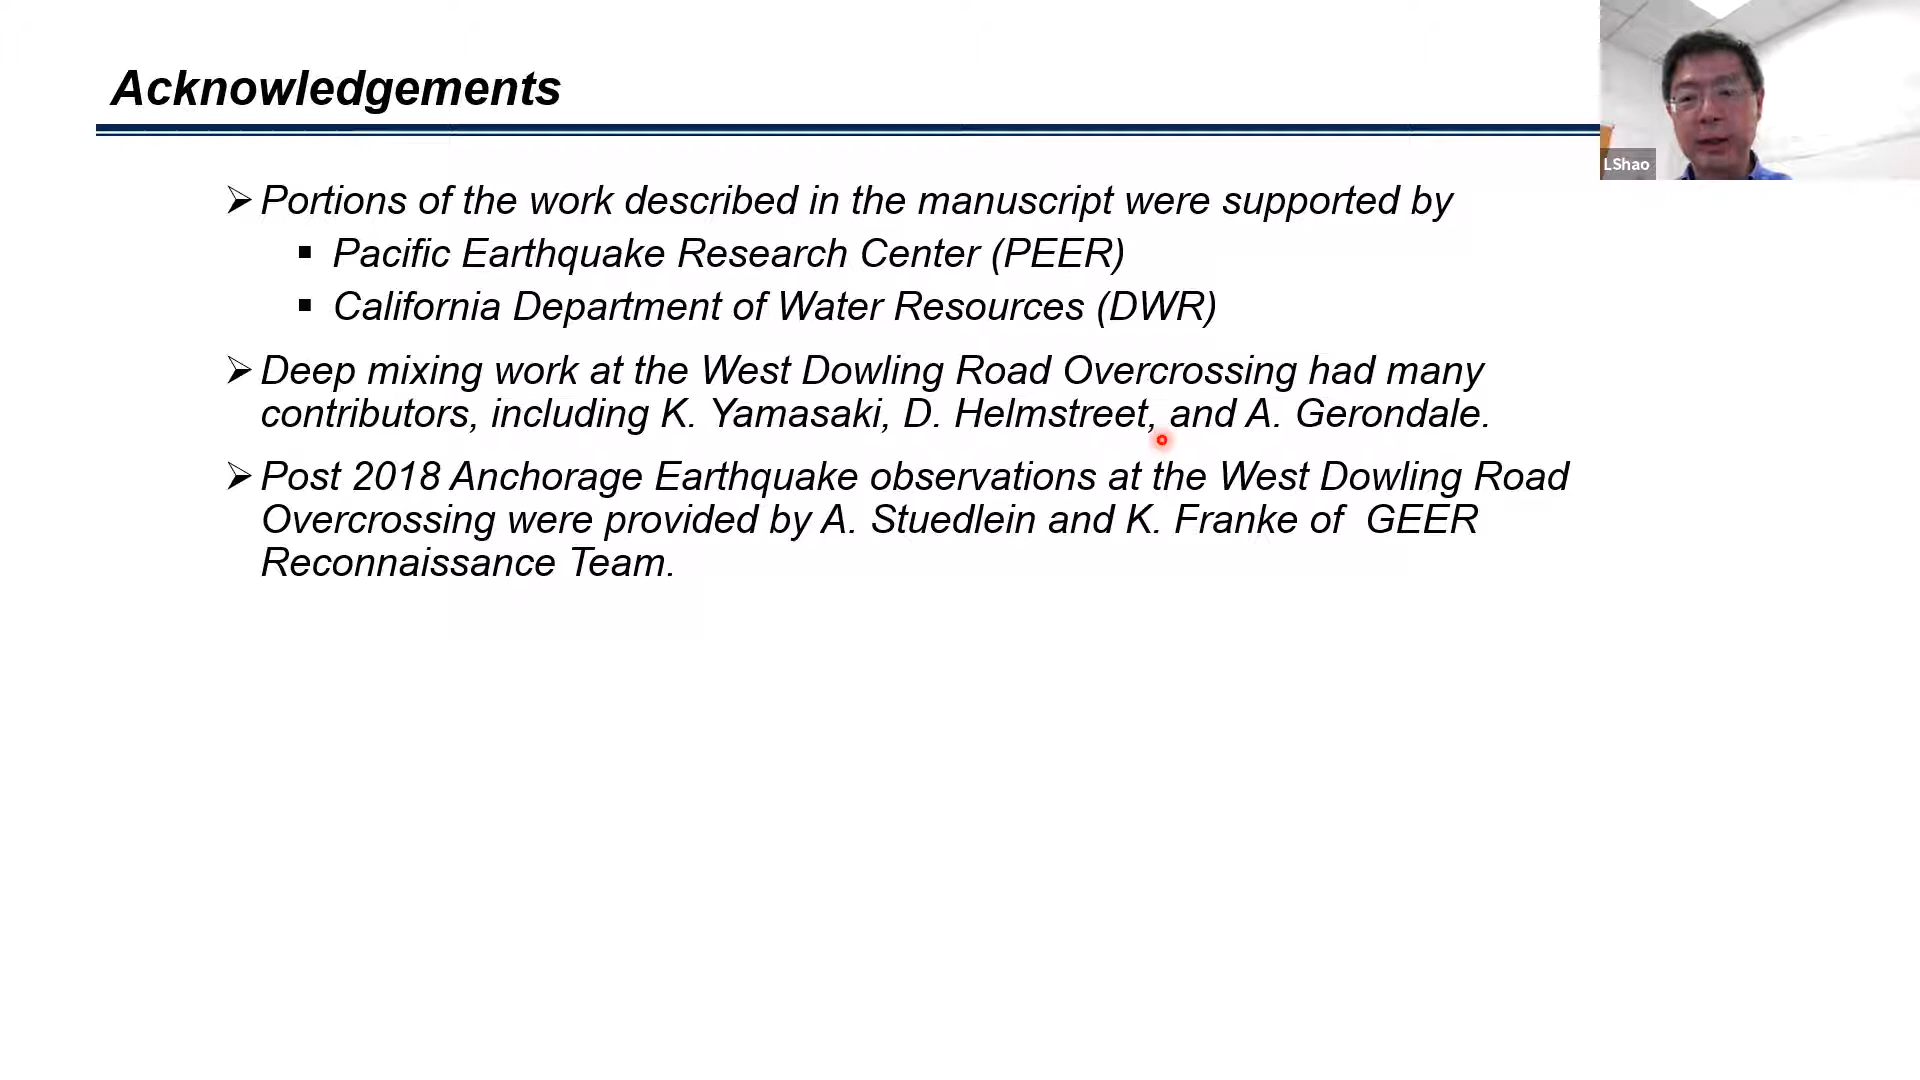 Acknowledgements
LShao
➢ Portions of the work described in the manuscript were supported by
▪ Pacific Earthquake Research Center (PEER)
▪ California Department of Water Resources (DWR)
➢ Deep mixing work at the West Dowling Road Overcrossing had many
contributors, including K. Yamasaki, D. Helmstreet, and A. Gerondale.
➢ Post 2018 Anchorage Earthquake observations at the West Dowling Road
Overcrossing were provided by A. Stuedlein and K. Franke of GEER
Reconnaissance Team.